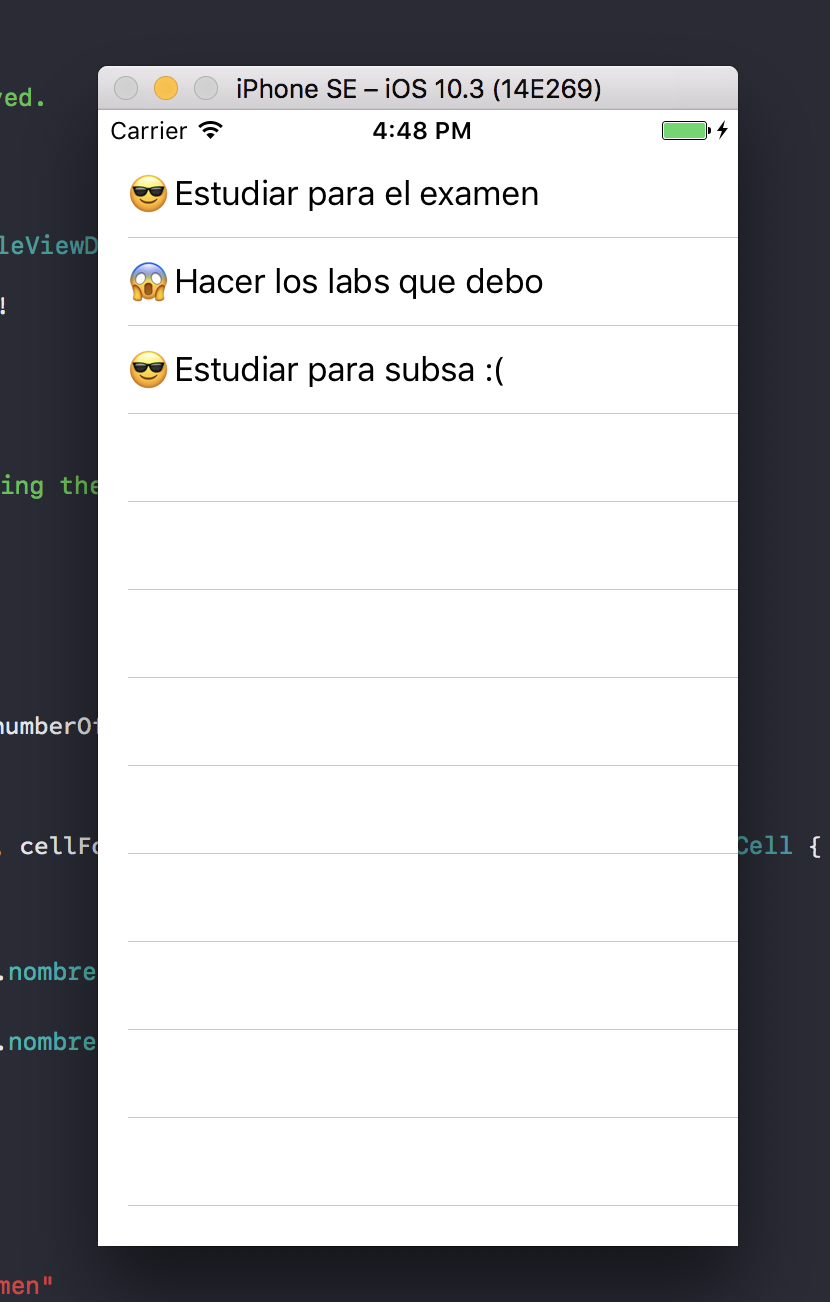 ved.
iPhone SE – iOS 10.3 (14E269)
Carrier 4:48 PM
😎 Estudiar para el examen
leViewD
😱 Hacer los labs que debo
!
😎 Estudiar para subsa :(
ing the
numberOf
, cellFo
Cell {
.nombre
.nombre
men"